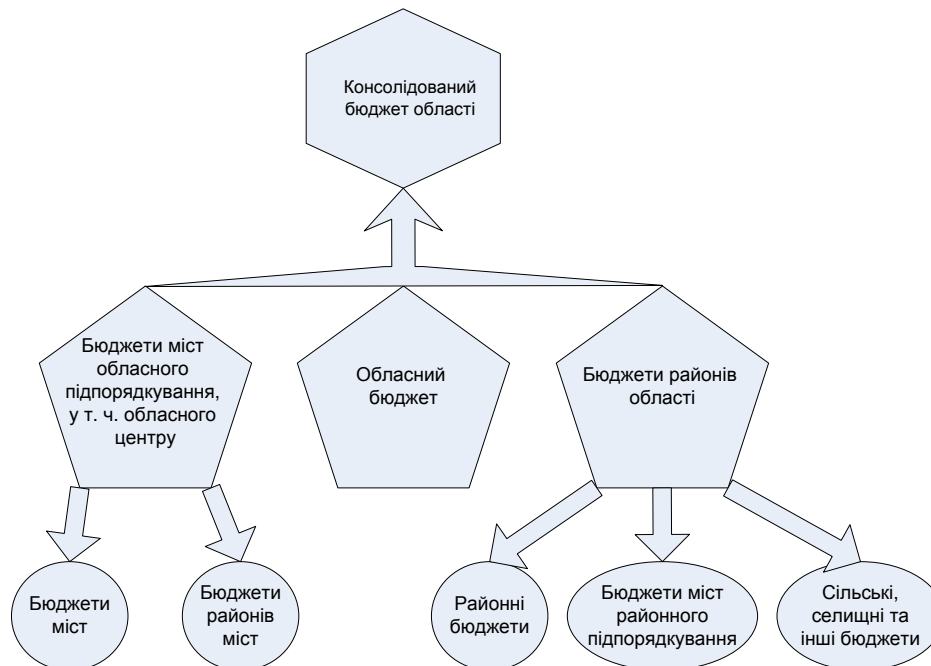 Консолідований
бюджет області
Бюджети міст
обласного
підпорядкування,
у т. ч. обласного
центру
Обласний
бюджет
Бюджети районів
області
Бюджети
міст
Бюджети
районів
міст
Районні
бюджети
Бюджети міст
районного
підпорядкування
Сільські,
селищні та
інші бюджети